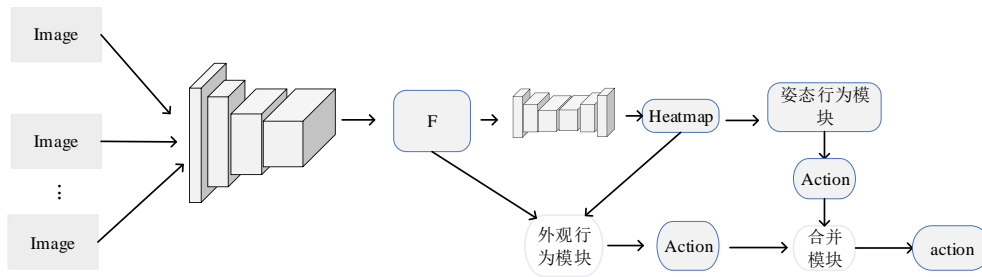 Image
Image
⋮
Image
F
Heatmap
姿态行为模
块
Action
外观行
为模块
Action
合并
模块
action